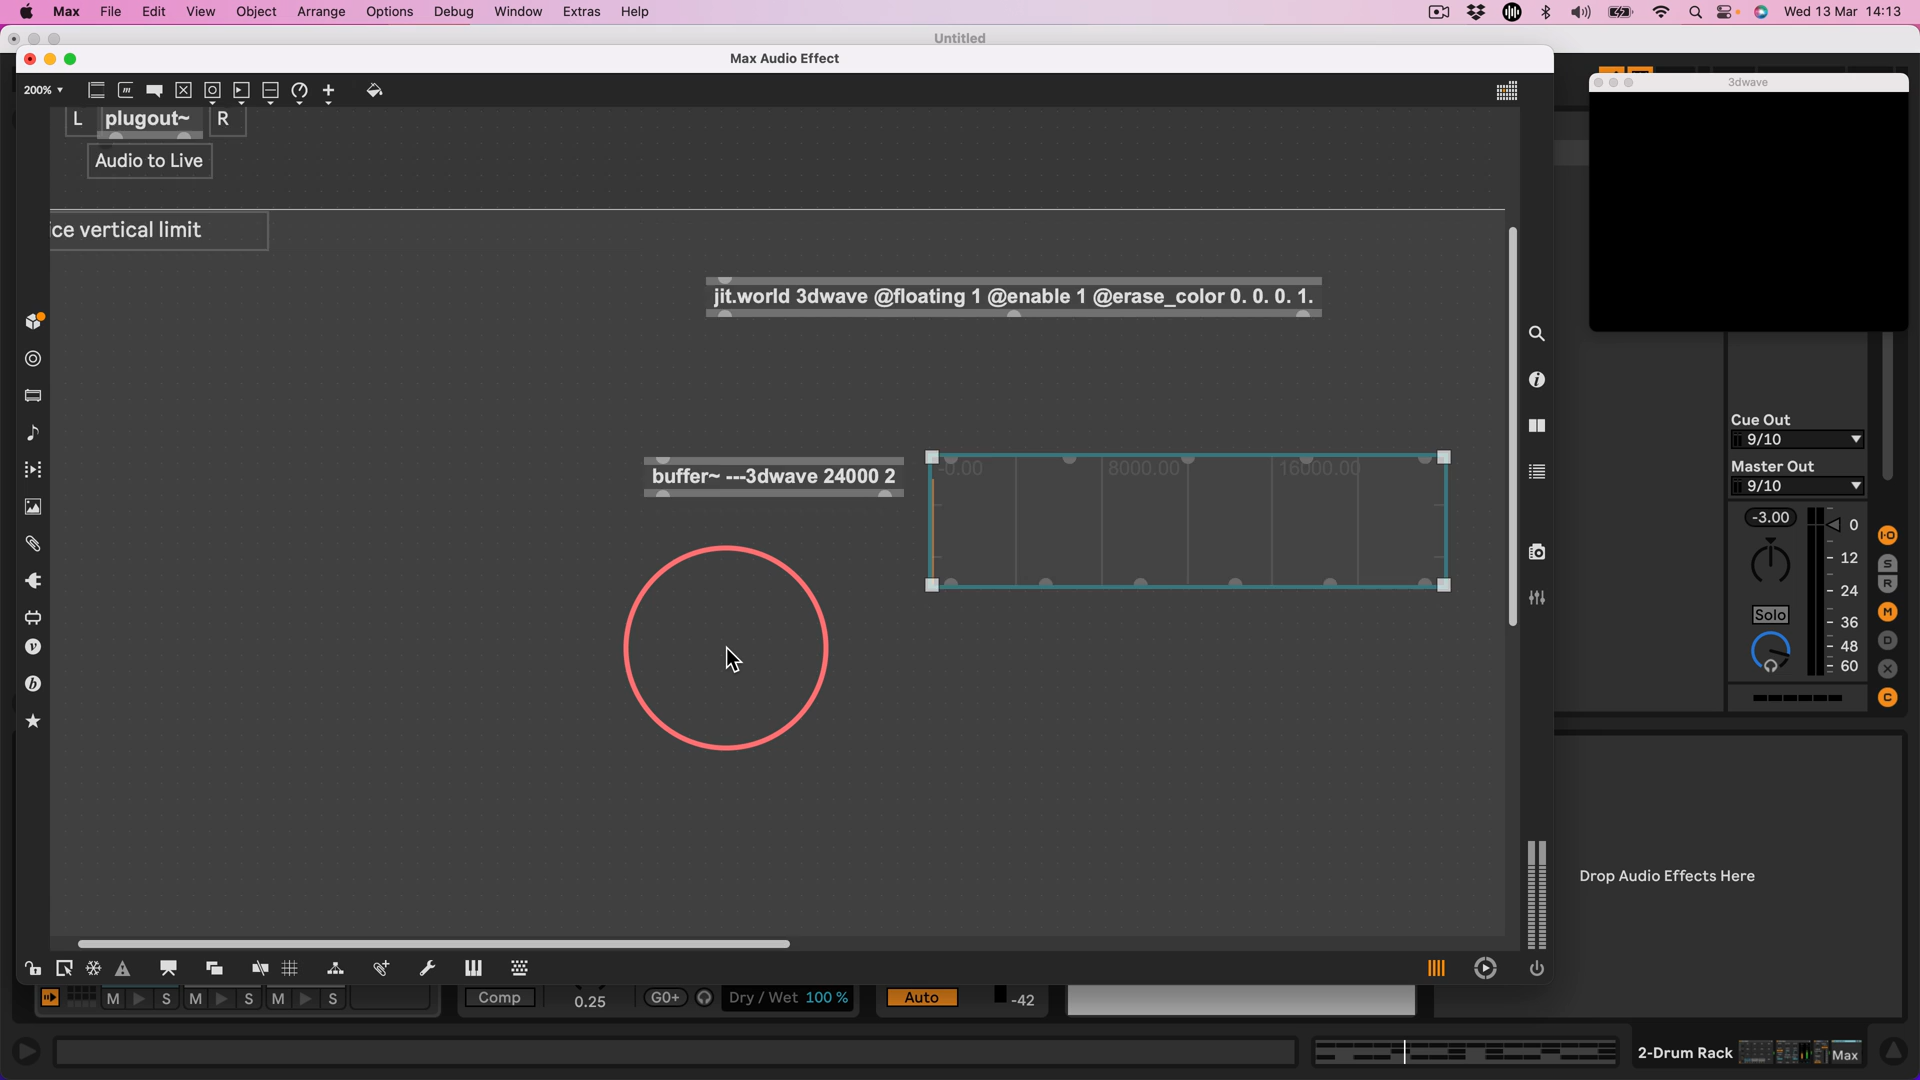 Max File Edit View Object Arrange Options Debug Window Extras Help
Wed 13 Mar 14:13
Untitled
Max Audio Effect
3dwave
200%
L plugout~ R
Audio to Live
ice vertical limit
jit.world 3dwave @floating 1 @enable 1 @erase_color 0. 0. 0. 1.
buffer~ ---3dwave 24000 2
-0.00 8000.00 16000.00
Cue Out
9/10
Master Out
9/10
-3.00
0
12
24
36
48
60
Solo
I·O
S
R
M
D
X
C
Drop Audio Effects Here
M S M S M S
Comp
0.25
G0+
Dry / Wet 100 %
Auto
-42
2-Drum Rack
Max